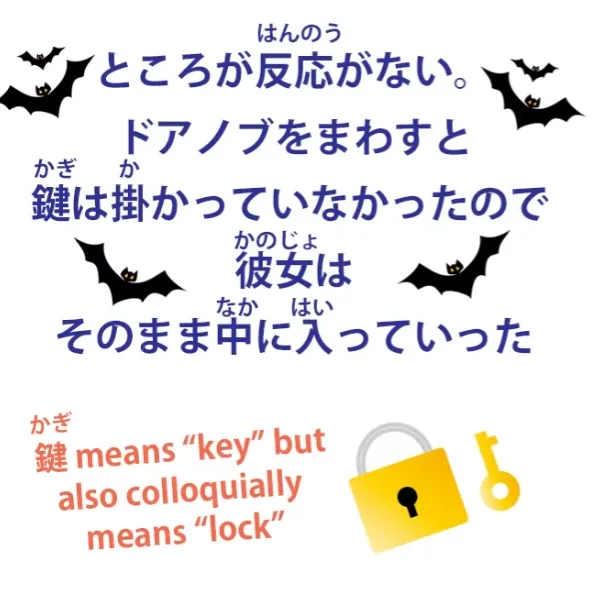 はんのう
ところが反応がない。
ドアノブをまわすと
かぎ か
鍵は掛かっていなかったので
かのじょ
彼女は
なか はい
そのまま中に入っていった
かぎ
鍵 means “key” but
also colloquially
means “lock”